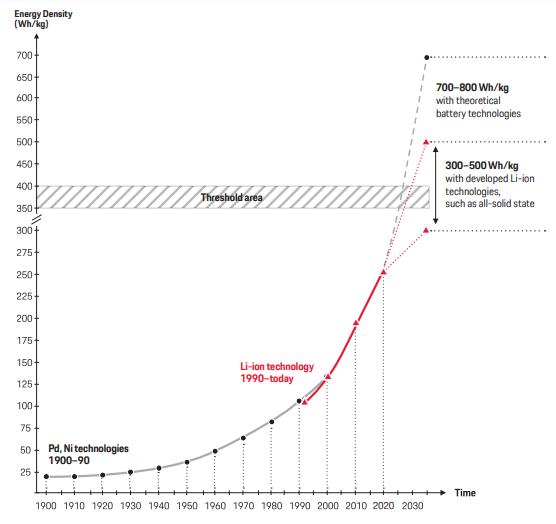 Energy Density
(Wh/kg)
700
650
600
550
500
450
400
350
300
275
250
225
200
175
150
125
100
75
50
25
700–800 Wh/kg
with theoretical
battery technologies
300–500 Wh/kg
with developed Li-ion
technologies,
such as all-solid state
Threshold area
Li-ion technology
1990–today
Pd, Ni technologies
1900–90
Time
1900 1910 1920 1930 1940 1950 1960 1970 1980 1990 2000 2010 2020 2030